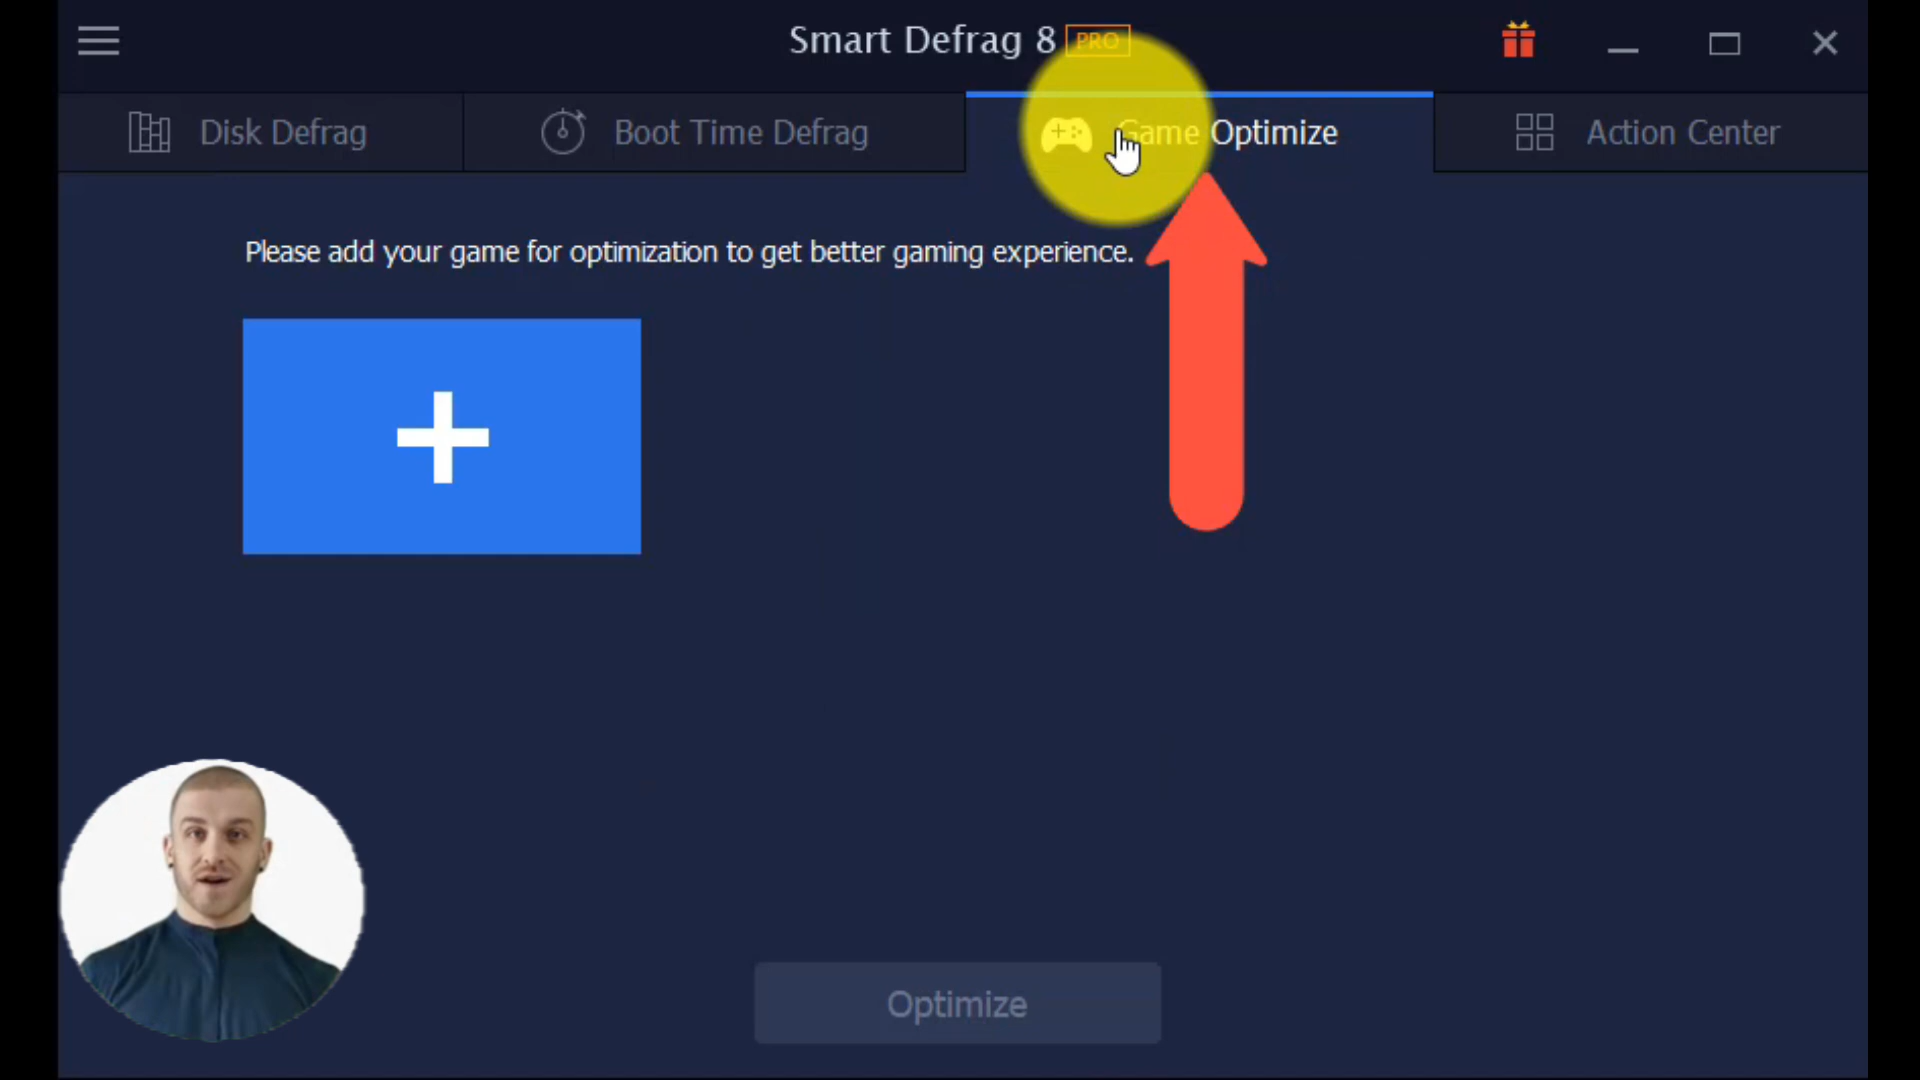 Smart Defrag 8 PRO
Disk Defrag
Boot Time Defrag
Game Optimize
Action Center
Please add your game for optimization to get better gaming experience.
Optimize